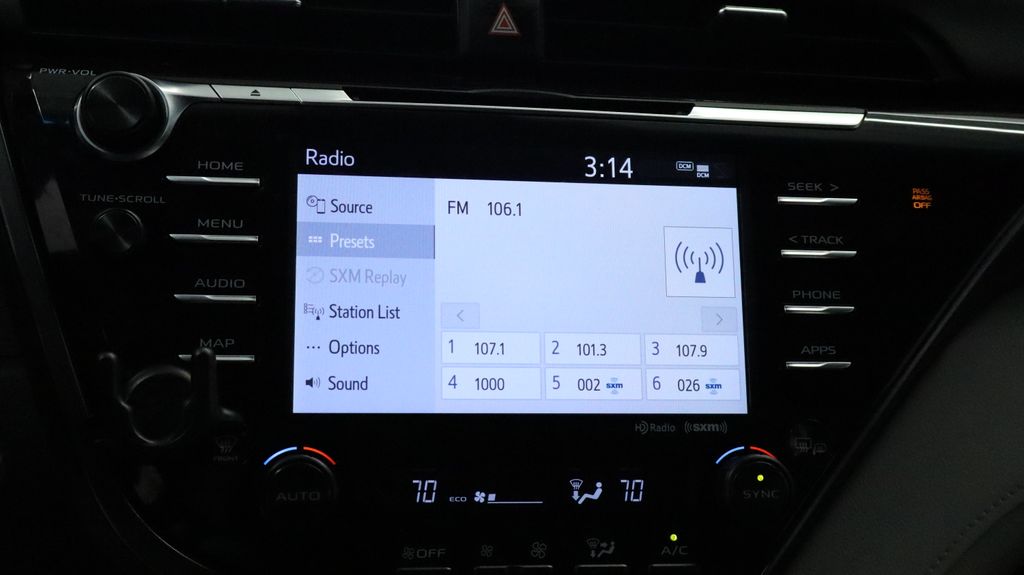 PWR•VOL
HOME
TUNE•SCROLL
MENU
AUDIO
MAP
Radio
3:14
DCM
DCM
Source
Presets
SXM Replay
Station List
Options
Sound
FM 106.1
1 107.1
2 101.3
3 107.9
4 1000
5 002 sxm
6 026 sxm
HD Radio ((sxm))
SEEK >
< TRACK
PHONE
APPS
PASS
AIRBAG
OFF
FRONT
AUTO
70
ECO
70
SYNC
OFF
A/C